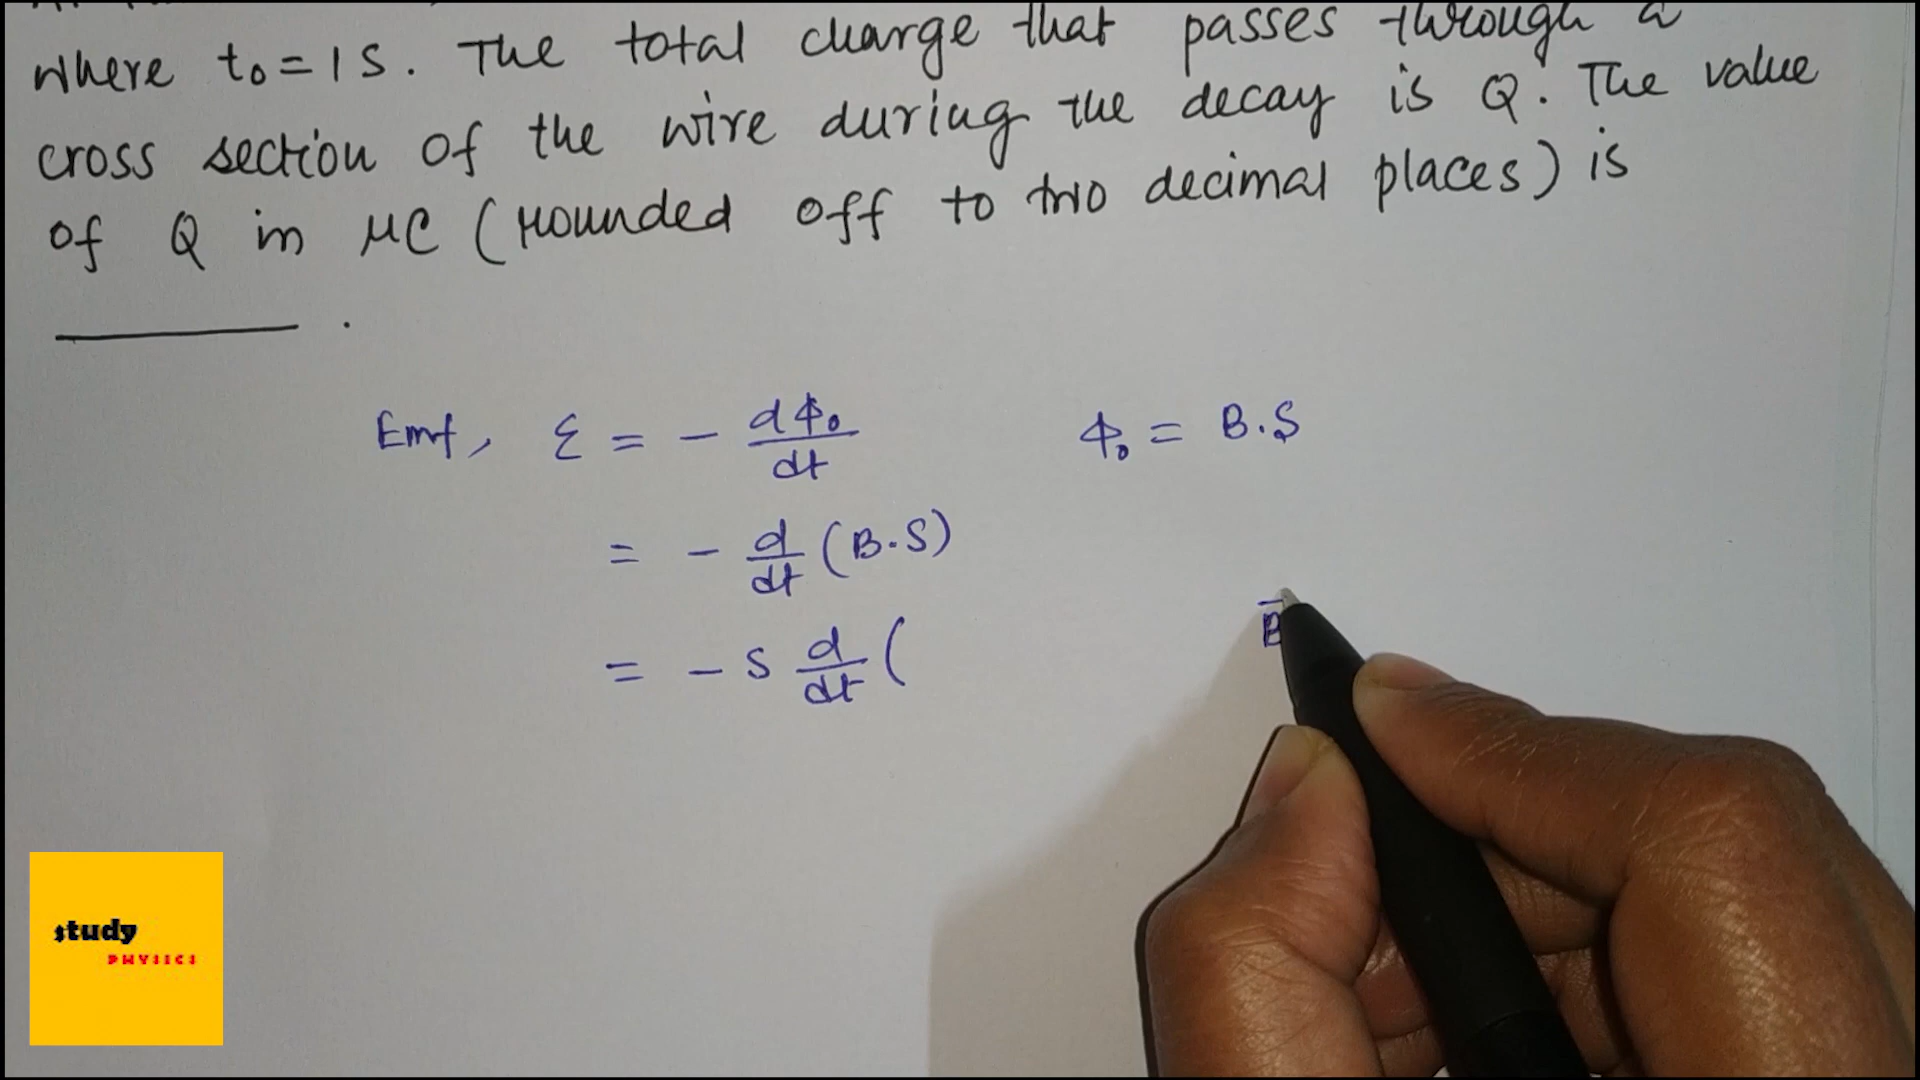 where t₀ = 1 s. The total charge that passes through a
cross section of the wire during the decay is Q. The value
of Q in μC (rounded off to two decimal places) is
______ .
Emf, ε = - dΦ₀/dt
Φ₀ = B.S
= - d/dt (B.S)
= - S d/dt (
B
study
PHYSICS